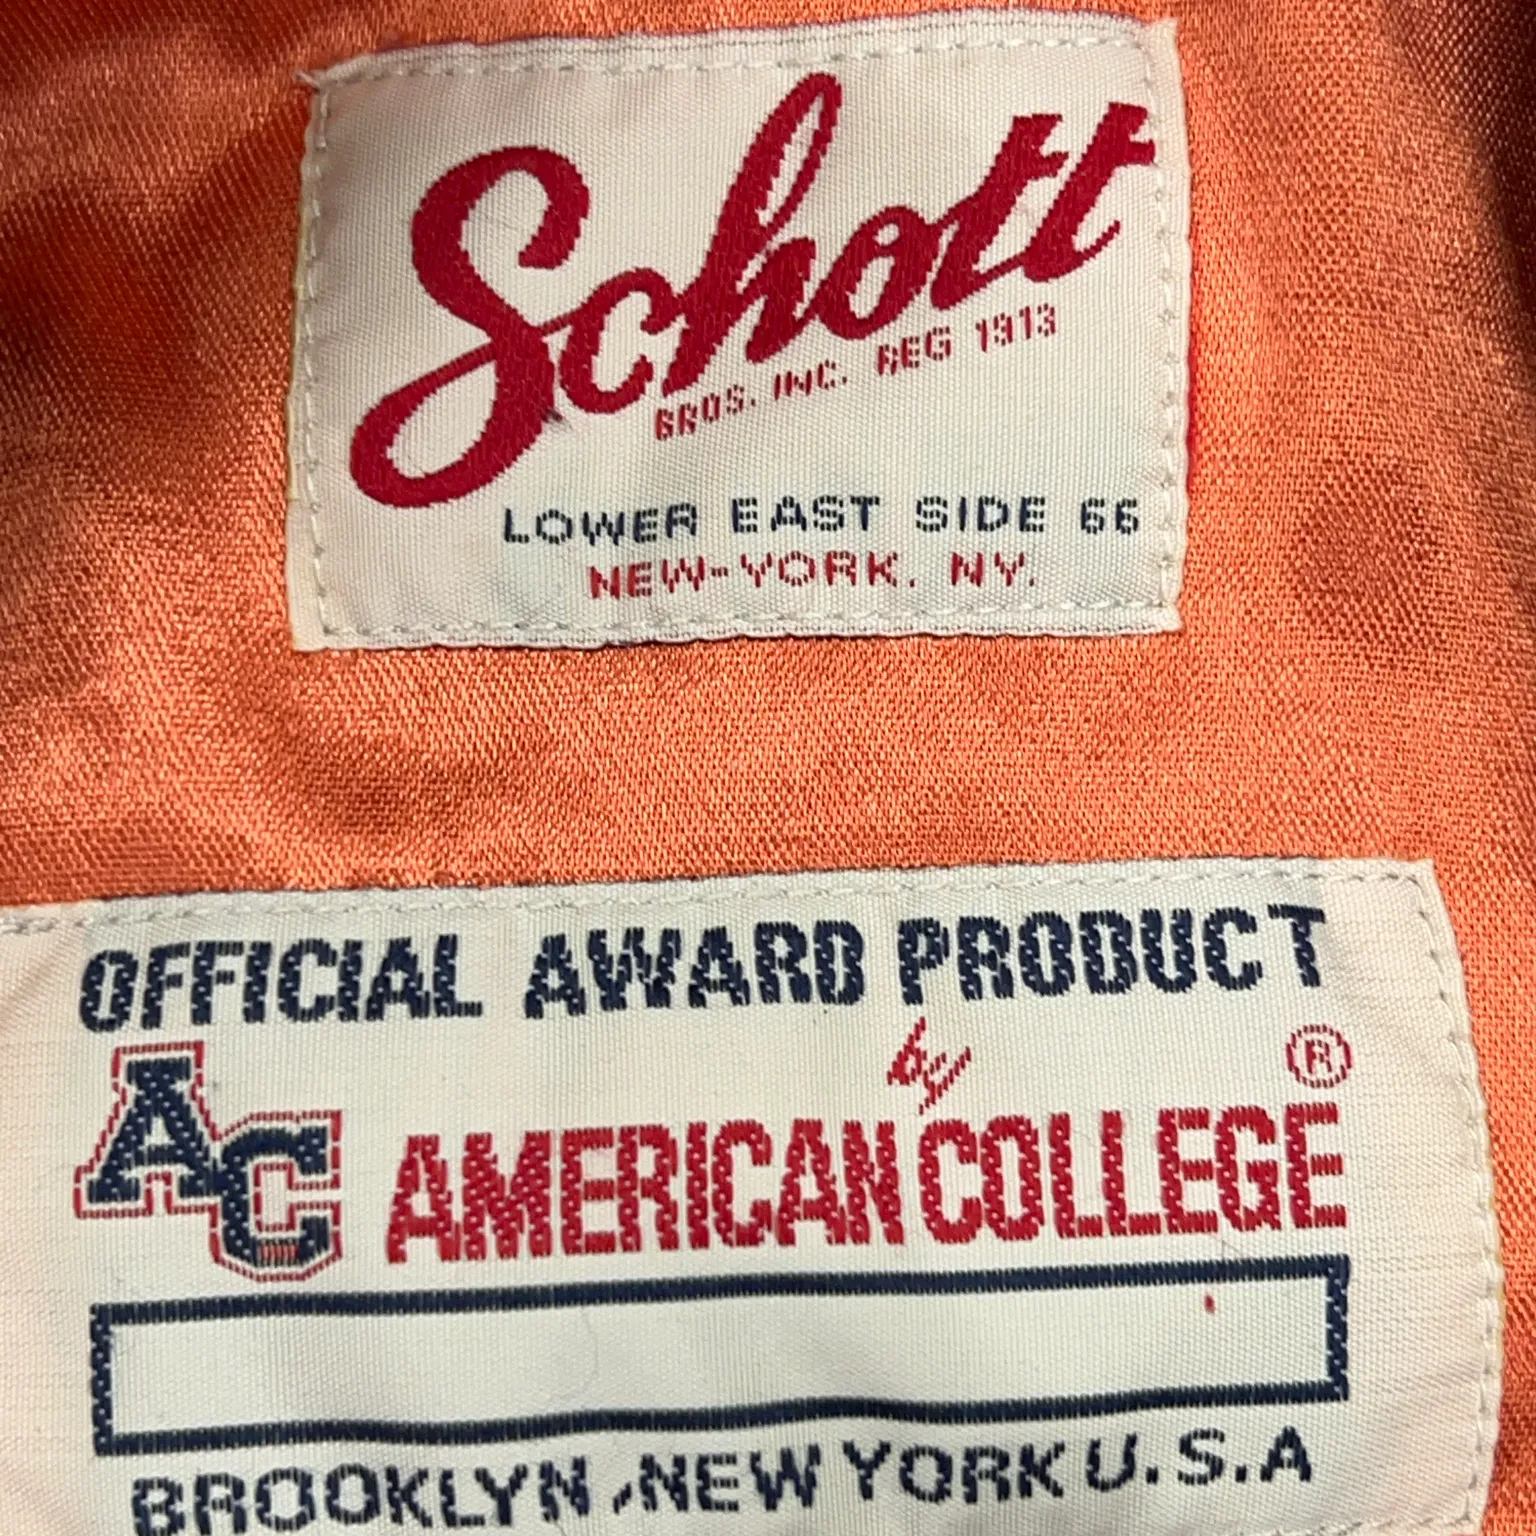 Schott
BROS. INC. REG 1913
LOWER EAST SIDE 66
NEW-YORK. NY.
OFFICIAL AWARD PRODUCT
by
®
AC
AMERICAN COLLEGE
BROOKLYN,-NEW YORK U.S.A